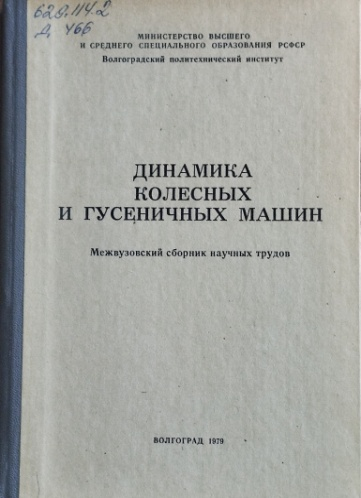 629.114.2
Д 466
МИНИСТЕРСТВО ВЫСШЕГО
И СРЕДНЕГО СПЕЦИАЛЬНОГО ОБРАЗОВАНИЯ РСФСР
Волгоградский политехнический институт
ДИНАМИКА
КОЛЕСНЫХ
И ГУСЕНИЧНЫХ МАШИН
Межвузовский сборник научных трудов
ВОЛГОГРАД 1979